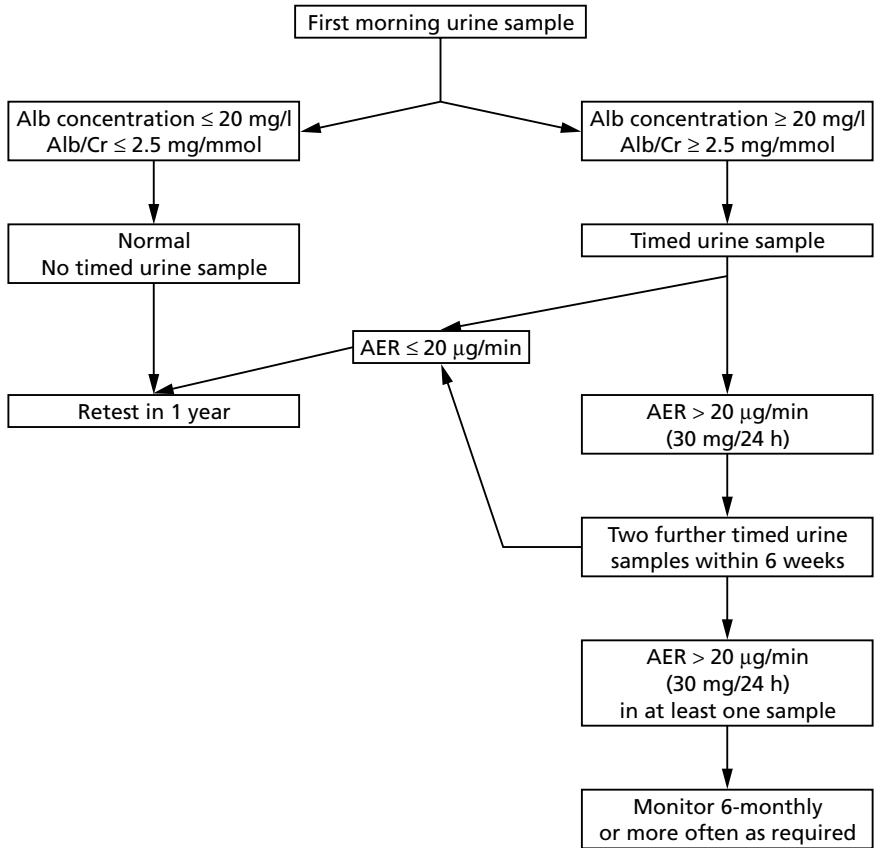 First morning urine sample
Alb concentration ≤ 20 mg/l
Alb/Cr ≤ 2.5 mg/mmol
Alb concentration ≥ 20 mg/l
Alb/Cr ≥ 2.5 mg/mmol
Normal
No timed urine sample
Timed urine sample
AER ≤ 20 μg/min
Retest in 1 year
AER > 20 μg/min
(30 mg/24 h)
Two further timed urine
samples within 6 weeks
AER > 20 μg/min
(30 mg/24 h)
in at least one sample
Monitor 6-monthly
or more often as required